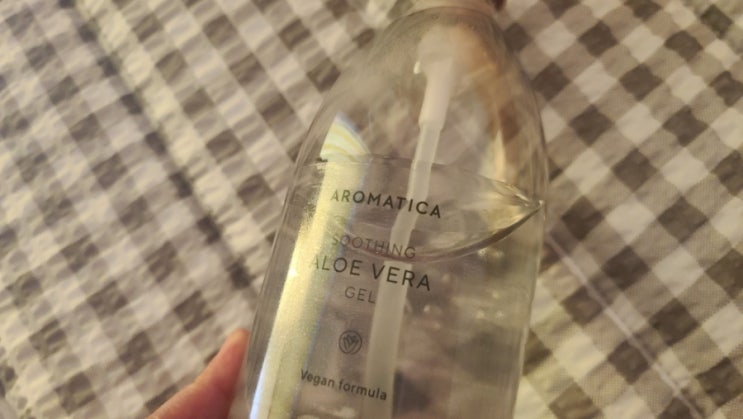 AROMATICA
SOOTHING
ALOE VERA
GEL
Vegan formula